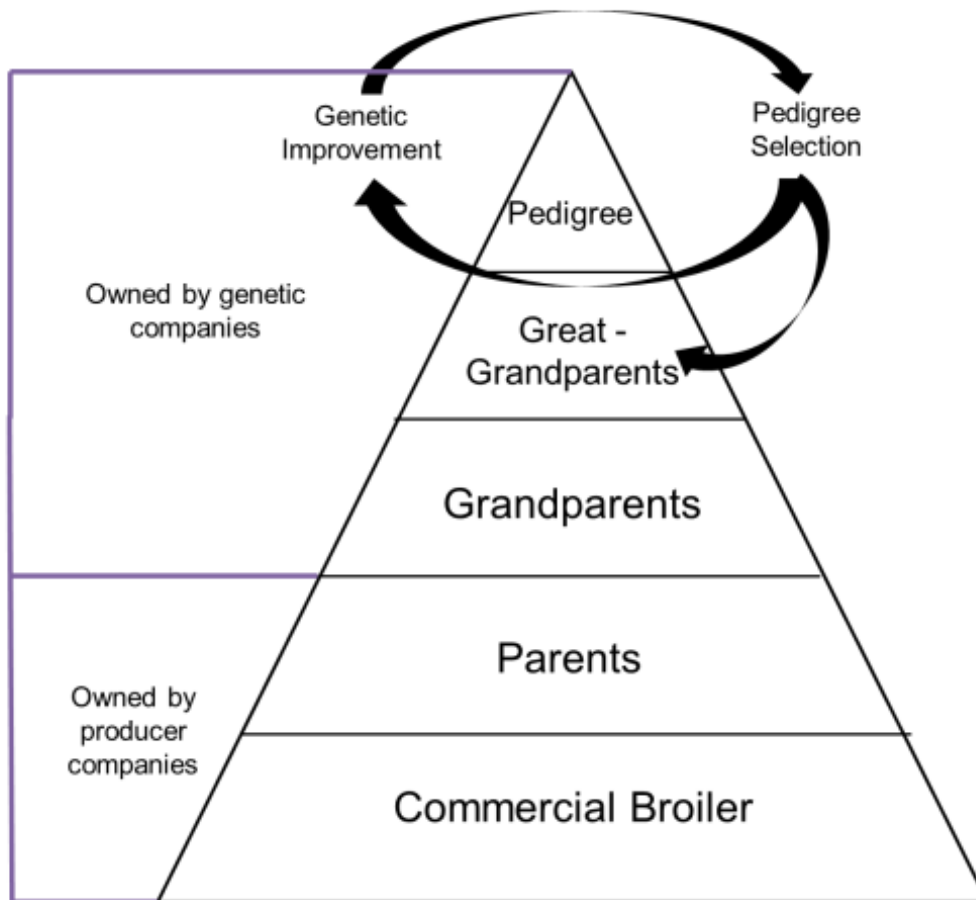 Genetic
Improvement
Pedigree
Selection
Pedigree
Owned by genetic
companies
Great -
Grandparents
Grandparents
Parents
Owned by
producer
companies
Commercial Broiler